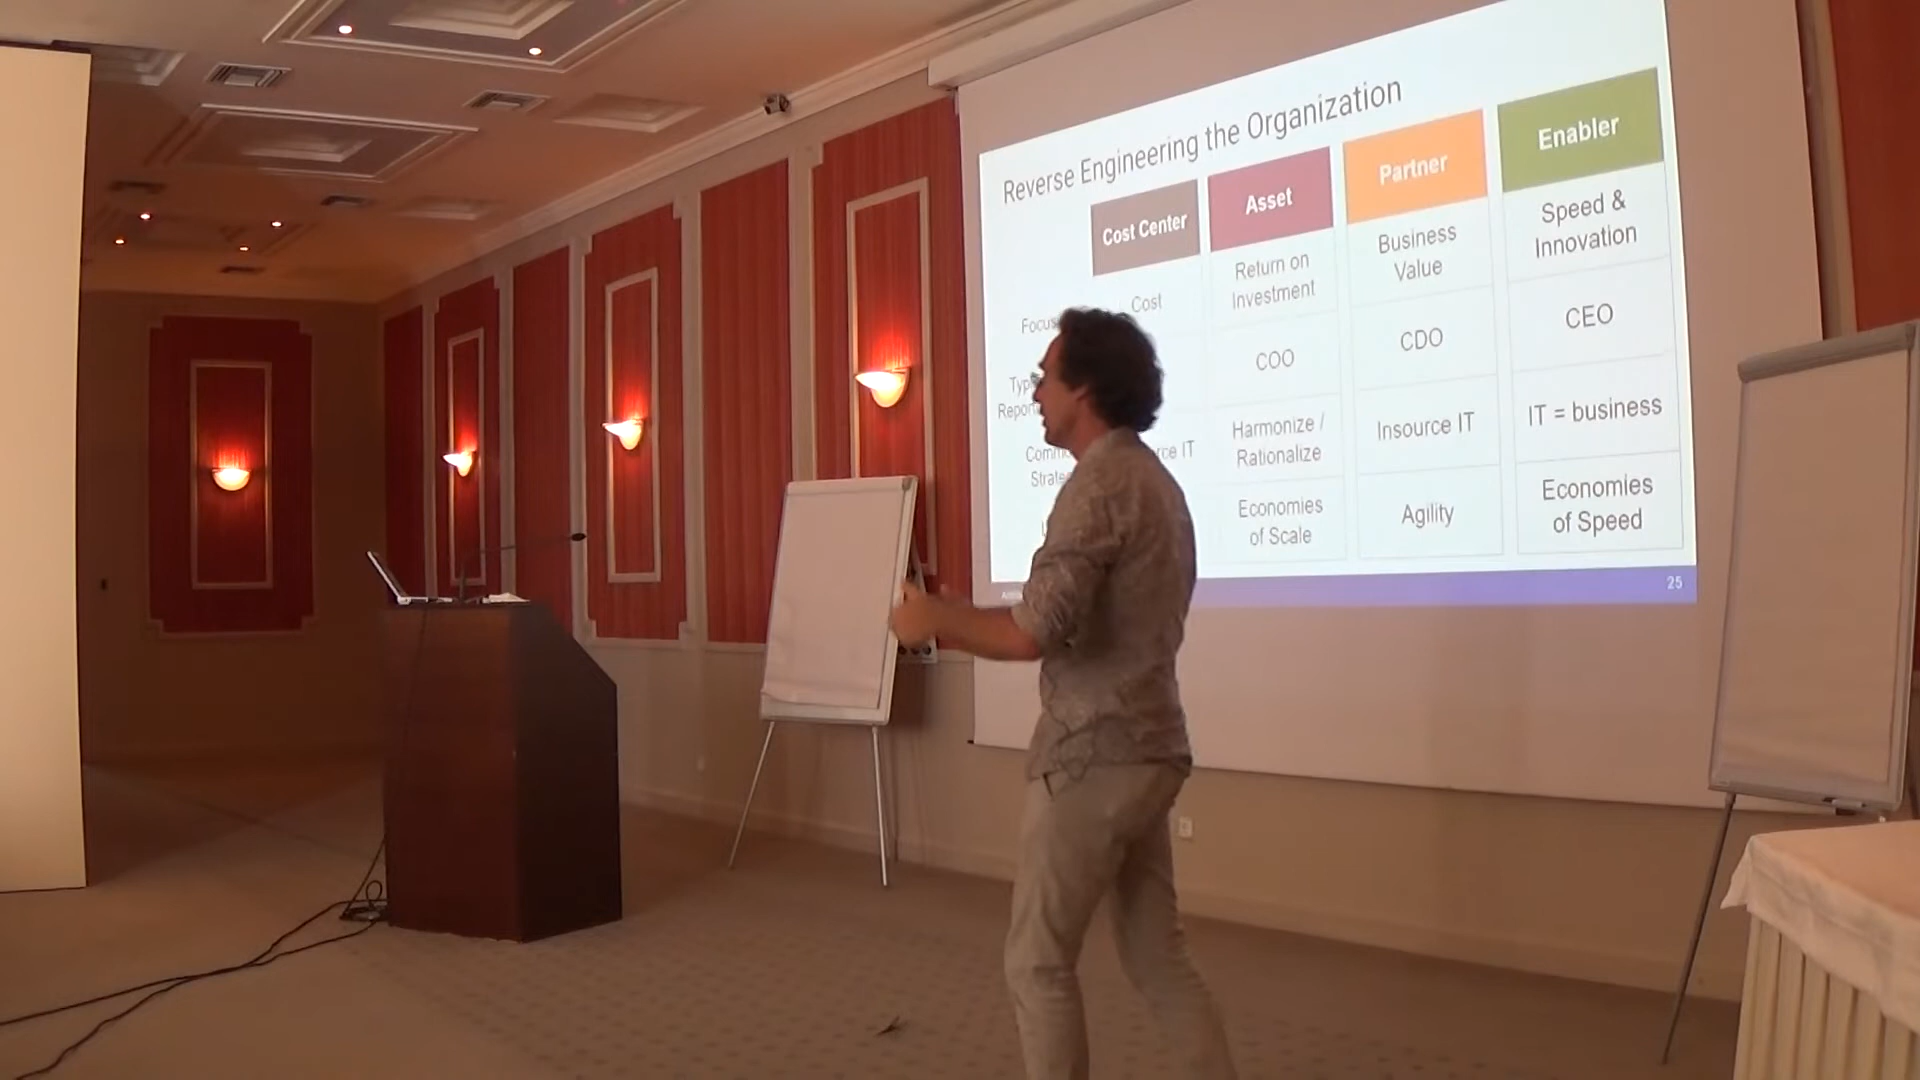 Reverse Engineering the Organization
Cost Center
Asset
Partner
Enabler
Focus
Cost
Return on
Investment
Business
Value
Speed &
Innovation
COO
CDO
CEO
Harmonize /
Rationalize
Insource IT
IT = business
Economies
of Scale
Agility
Economies
of Speed
25